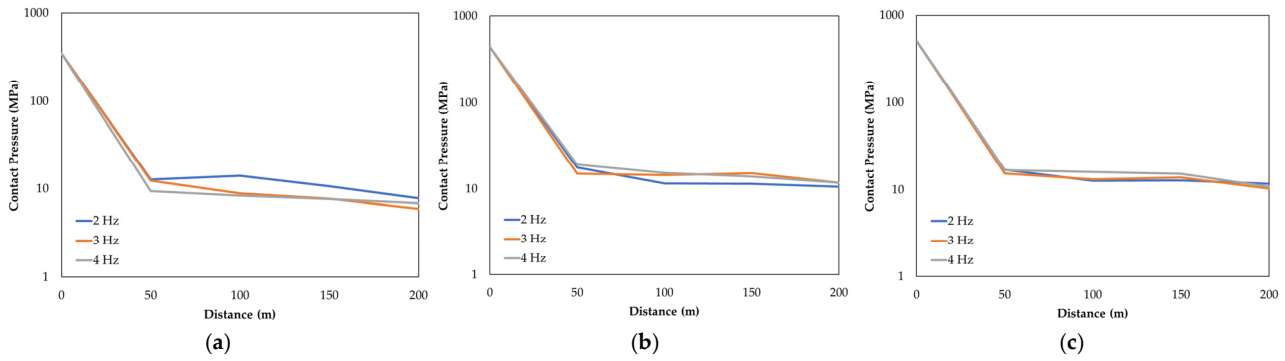 1000
100
10
1
Contact Pressure (MPa)
2 Hz
3 Hz
4 Hz
0 50 100 150 200
Distance (m)
(a)
1000
100
10
1
Contact Pressure (MPa)
2 Hz
3 Hz
4 Hz
0 50 100 150 200
Distance (m)
(b)
1000
100
10
1
Contact Pressure (MPa)
2 Hz
3 Hz
4 Hz
0 50 100 150 200
Distance (m)
(c)